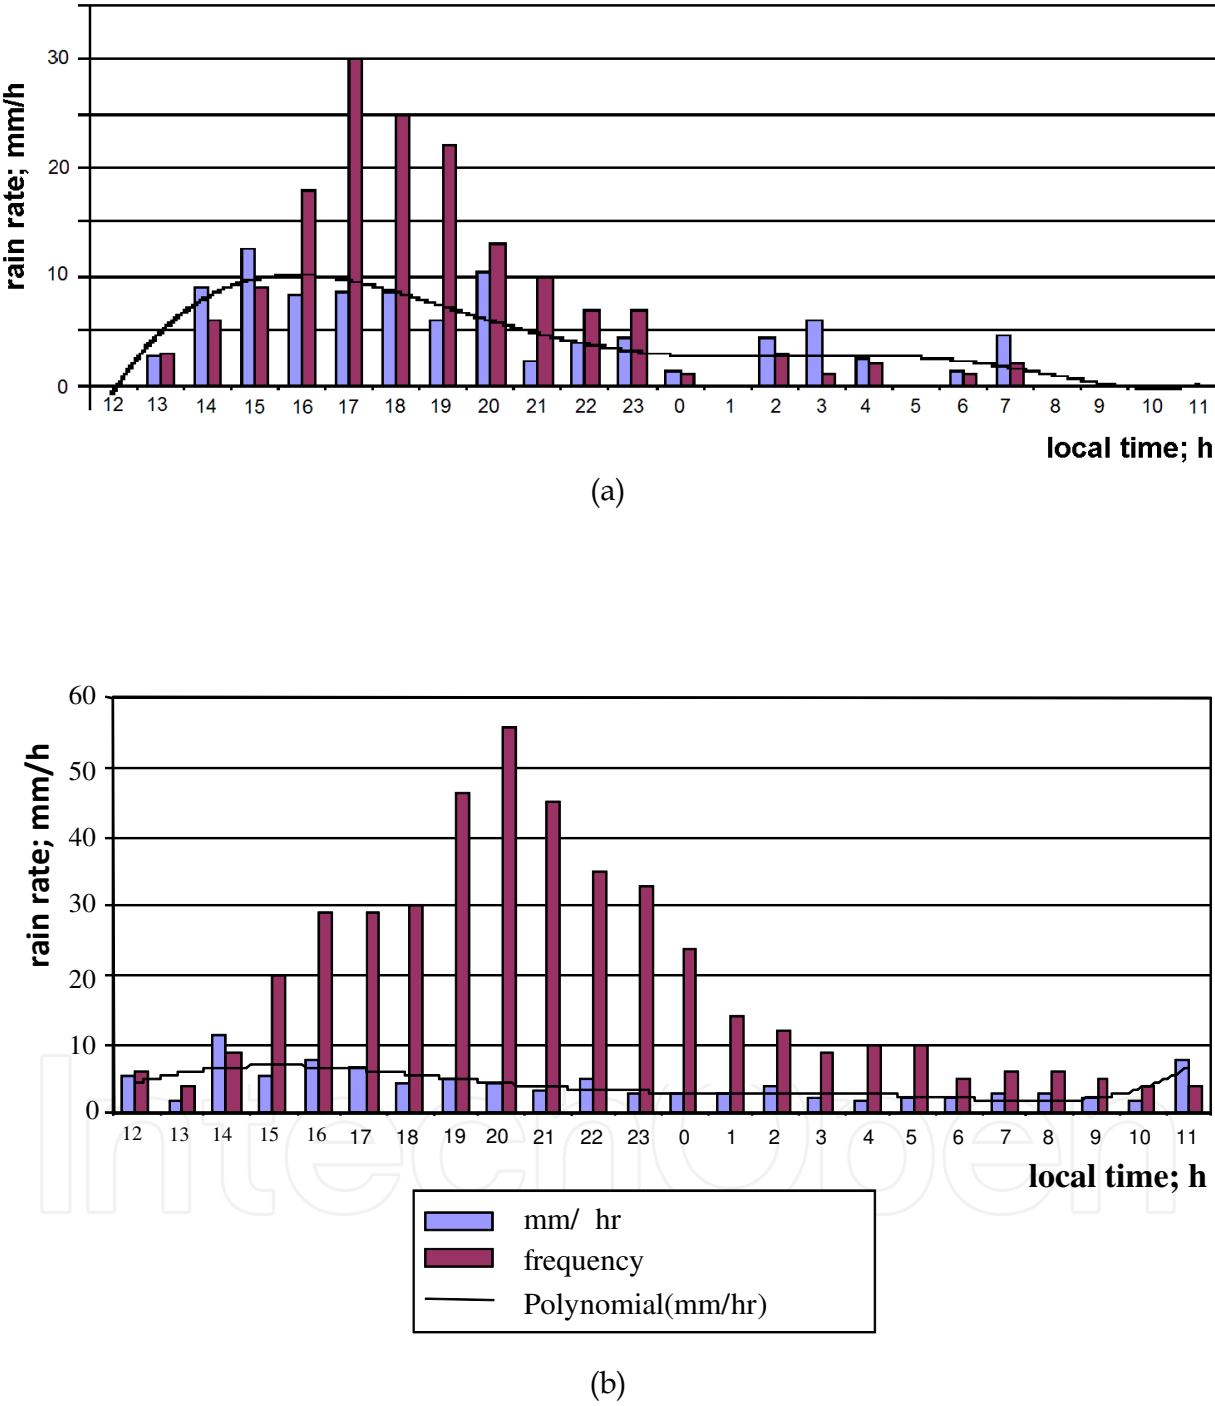 30
20
10
0
rain rate; mm/h
12 13 14 15 16 17 18 19 20 21 22 23 0 1 2 3 4 5 6 7 8 9 10 11
local time; h
(a)
60
50
40
30
20
10
0
rain rate; mm/h
12 13 14 15 16 17 18 19 20 21 22 23 0 1 2 3 4 5 6 7 8 9 10 11
IntechOpen
local time; h
mm/ hr
frequency
Polynomial(mm/hr)
(b)